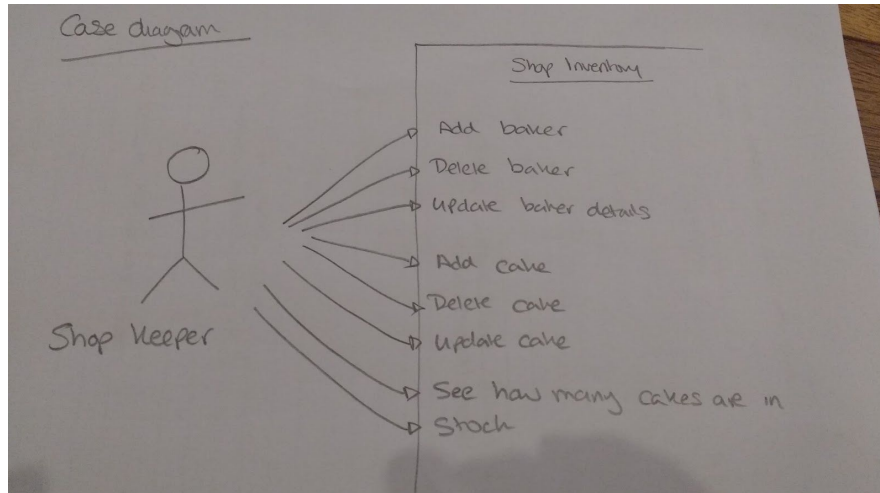 Case diagam
Shop Inventory
Add baker
Delete baker
update baker details
Add cake
Delete cake
update cake
See how many cakes are in
Stock
Shop Keeper